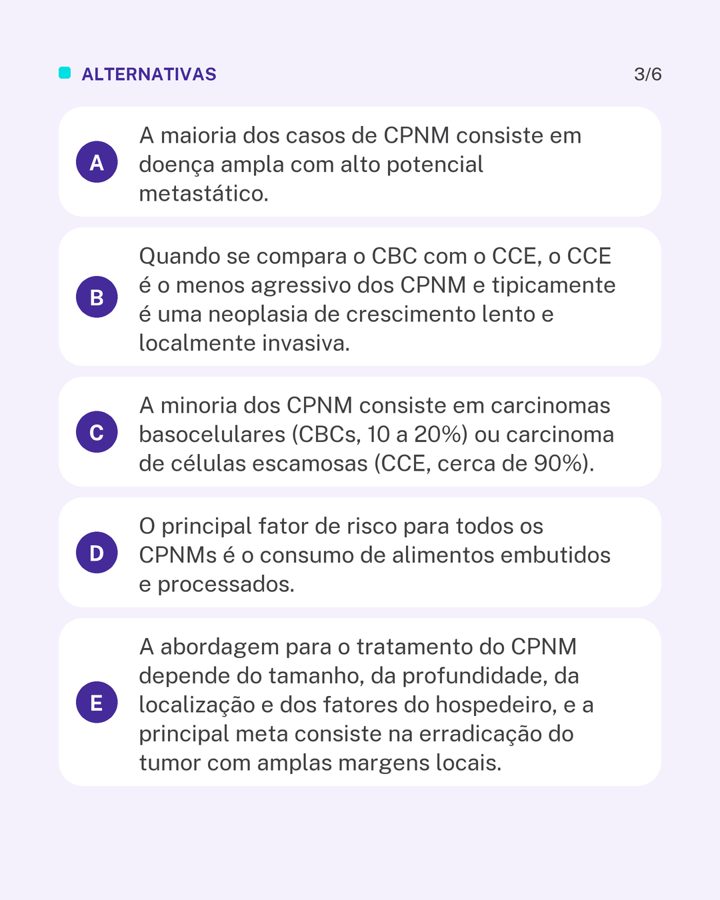 ALTERNATIVAS
3/6
A
A maioria dos casos de CPNM consiste em
doença ampla com alto potencial
metastático.
B
Quando se compara o CBC com o CCE, o CCE
é o menos agressivo dos CPNM e tipicamente
é uma neoplasia de crescimento lento e
localmente invasiva.
C
A minoria dos CPNM consiste em carcinomas
basocelulares (CBCs, 10 a 20%) ou carcinoma
de células escamosas (CCE, cerca de 90%).
D
O principal fator de risco para todos os
CPNMs é o consumo de alimentos embutidos
e processados.
E
A abordagem para o tratamento do CPNM
depende do tamanho, da profundidade, da
localização e dos fatores do hospedeiro, e a
principal meta consiste na erradicação do
tumor com amplas margens locais.